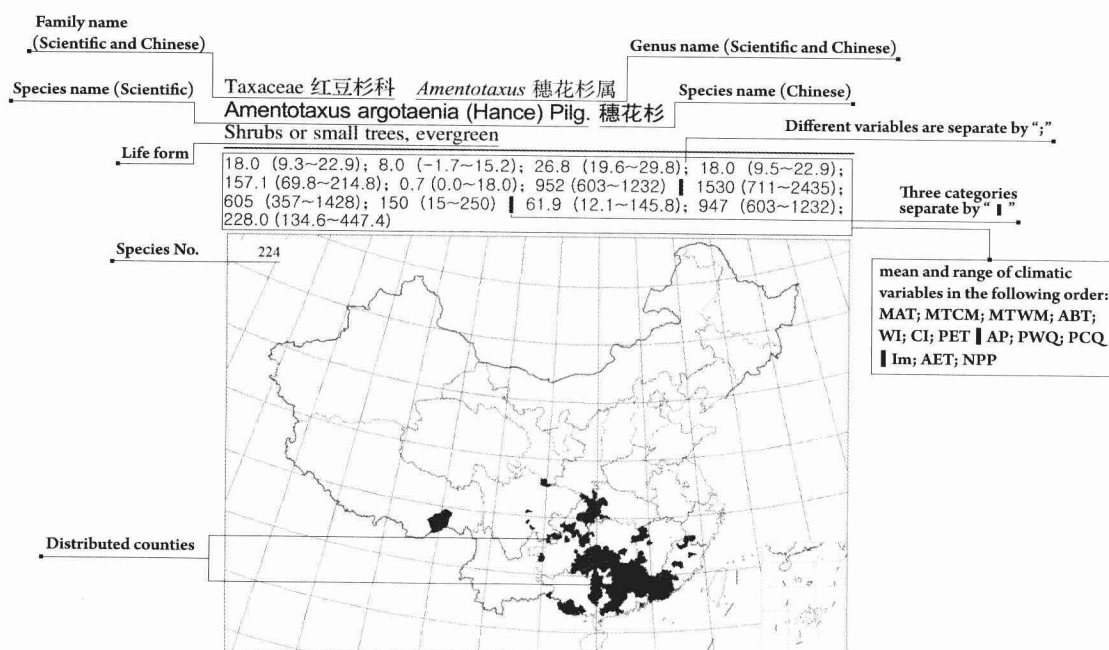 Family name
(Scientific and Chinese)
Genus name (Scientific and Chinese)
Species name (Scientific)
Taxaceae 红豆杉科 Amentotaxus 穗花杉属
Amentotaxus argotaenia (Hance) Pilg. 穗花杉
Species name (Chinese)
Shrubs or small trees, evergreen
Different variables are separate by “;”
Life form
18.0 (9.3~22.9); 8.0 (-1.7~15.2); 26.8 (19.6~29.8); 18.0 (9.5~22.9);
157.1 (69.8~214.8); 0.7 (0.0~18.0); 952 (603~1232) ▌ 1530 (711~2435);
605 (357~1428); 150 (15~250) ▌ 61.9 (12.1~145.8); 947 (603~1232);
228.0 (134.6~447.4)
Three categories
separate by “ ▌ ”
Species No.
224
mean and range of climatic
variables in the following order:
MAT; MTCM; MTWM; ABT;
WI; CI; PET ▌ AP; PWQ; PCQ
▌ Im; AET; NPP
Distributed counties